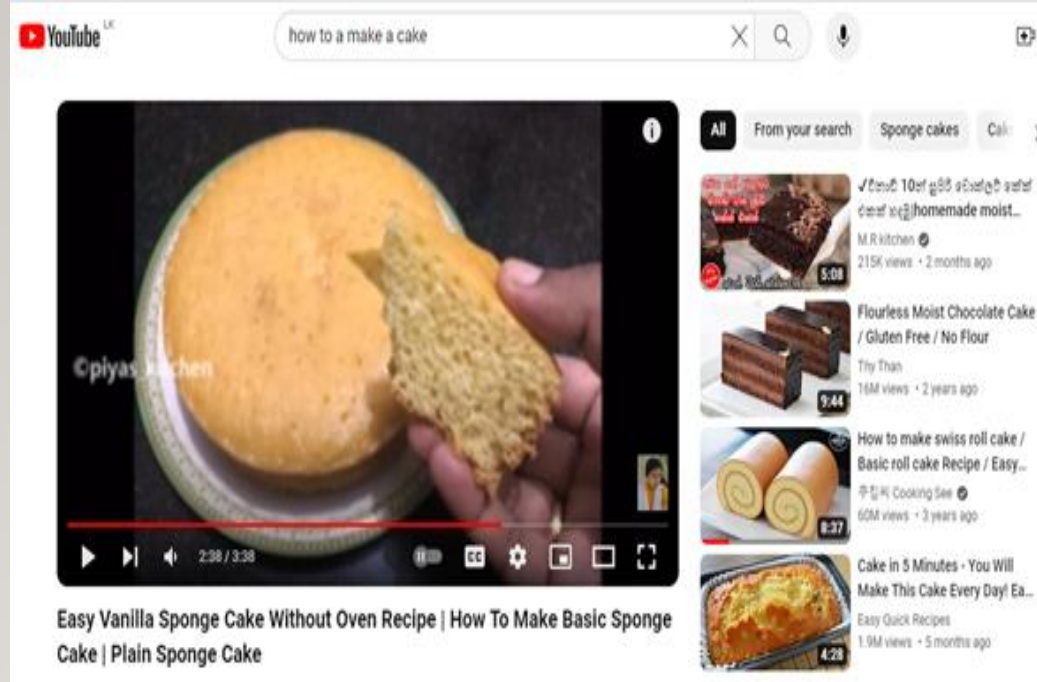 YouTube LK
how to a make a cake
©piyas kitchen
2:38 / 3:38
CC
Easy Vanilla Sponge Cake Without Oven Recipe | How To Make Basic Sponge
Cake | Plain Sponge Cake
All
From your search
Sponge cakes
homemade moist...
M.R kitchen
215K views • 2 months ago
5:08
Flourless Moist Chocolate Cake
/ Gluten Free / No Flour
Thy Than
16M views • 2 years ago
9:44
How to make swiss roll cake /
Basic roll cake Recipe / Easy...
Cooking See
60M views • 3 years ago
8:37
Cake in 5 Minutes - You Will
Make This Cake Every Day! Ea...
Easy Quick Recipes
1.9M views • 5 months ago
4:28